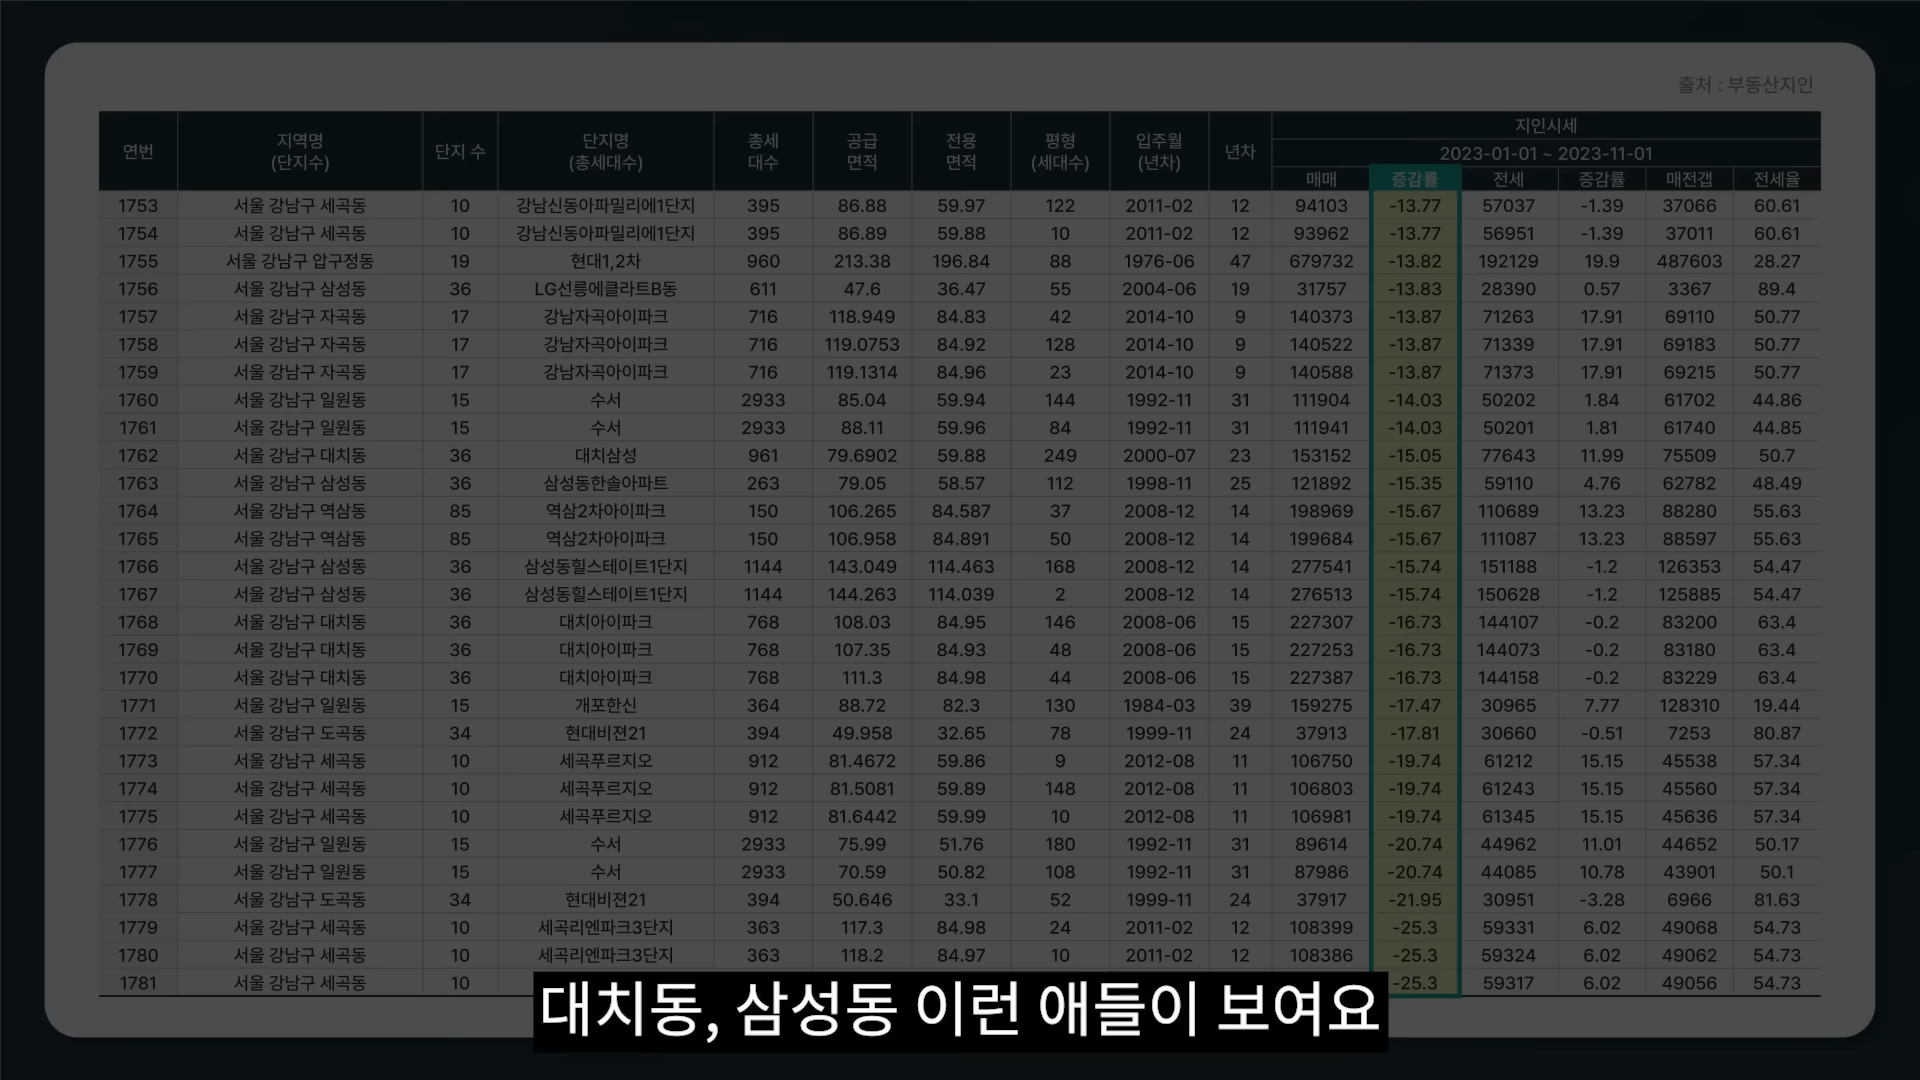 출처 : 부동산지인
연번 지역명 (단지수) 단지 수 단지명 (총세대수) 총세 대수 공급 면적 전용 면적 평형 (세대수) 입주월 (년차) 년차 지인시세
2023-01-01 ~ 2023-11-01
매매 증감률 전세 증감률 매전갭 전세율
1753 서울 강남구 세곡동 10 강남신동아파밀리에1단지 395 86.88 59.97 122 2011-02 12 94103 -13.77 57037 -1.39 37066 60.61
1754 서울 강남구 세곡동 10 강남신동아파밀리에1단지 395 86.89 59.88 10 2011-02 12 93962 -13.77 56951 -1.39 37011 60.61
1755 서울 강남구 압구정동 19 현대1,2차 960 213.38 196.84 88 1976-06 47 679732 -13.82 192129 19.9 487603 28.27
1756 서울 강남구 삼성동 36 LG선릉에클라트B동 611 47.6 36.47 55 2004-06 19 31757 -13.83 28390 0.57 3367 89.4
1757 서울 강남구 자곡동 17 강남자곡아이파크 716 118.949 84.83 42 2014-10 9 140373 -13.87 71263 17.91 69110 50.77
1758 서울 강남구 자곡동 17 강남자곡아이파크 716 119.0753 84.92 128 2014-10 9 140522 -13.87 71339 17.91 69183 50.77
1759 서울 강남구 자곡동 17 강남자곡아이파크 716 119.1314 84.96 23 2014-10 9 140588 -13.87 71373 17.91 69215 50.77
1760 서울 강남구 일원동 15 수서 2933 85.04 59.94 144 1992-11 31 111904 -14.03 50202 1.84 61702 44.86
1761 서울 강남구 일원동 15 수서 2933 88.11 59.96 84 1992-11 31 111941 -14.03 50201 1.81 61740 44.85
1762 서울 강남구 대치동 36 대치삼성 961 79.6902 59.88 249 2000-07 23 153152 -15.05 77643 11.99 75509 50.7
1763 서울 강남구 삼성동 36 삼성동한솔아파트 263 79.05 58.57 112 1998-11 25 121892 -15.35 59110 4.76 62782 48.49
1764 서울 강남구 역삼동 85 역삼2차아이파크 150 106.265 84.587 37 2008-12 14 198969 -15.67 110689 13.23 88280 55.63
1765 서울 강남구 역삼동 85 역삼2차아이파크 150 106.958 84.891 50 2008-12 14 199684 -15.67 111087 13.23 88597 55.63
1766 서울 강남구 삼성동 36 삼성동힐스테이트1단지 1144 143.049 114.463 168 2008-12 14 277541 -15.74 151188 -1.2 126353 54.47
1767 서울 강남구 삼성동 36 삼성동힐스테이트1단지 1144 144.263 114.039 2 2008-12 14 276513 -15.74 150628 -1.2 125885 54.47
1768 서울 강남구 대치동 36 대치아이파크 768 108.03 84.95 146 2008-06 15 227307 -16.73 144107 -0.2 83200 63.4
1769 서울 강남구 대치동 36 대치아이파크 768 107.35 84.93 48 2008-06 15 227253 -16.73 144073 -0.2 83180 63.4
1770 서울 강남구 대치동 36 대치아이파크 768 111.3 84.98 44 2008-06 15 227387 -16.73 144158 -0.2 83229 63.4
1771 서울 강남구 일원동 15 개포한신 364 88.72 82.3 130 1984-03 39 159275 -17.47 30965 7.77 128310 19.44
1772 서울 강남구 도곡동 34 현대비젼21 394 49.958 32.65 78 1999-11 24 37913 -17.81 30660 -0.51 7253 80.87
1773 서울 강남구 세곡동 10 세곡푸르지오 912 81.4672 59.86 9 2012-08 11 106750 -19.74 61212 15.15 45538 57.34
1774 서울 강남구 세곡동 10 세곡푸르지오 912 81.5081 59.89 148 2012-08 11 106803 -19.74 61243 15.15 45560 57.34
1775 서울 강남구 세곡동 10 세곡푸르지오 912 81.6442 59.99 10 2012-08 11 106981 -19.74 61345 15.15 45636 57.34
1776 서울 강남구 일원동 15 수서 2933 75.99 51.76 180 1992-11 31 89614 -20.74 44962 11.01 44652 50.17
1777 서울 강남구 일원동 15 수서 2933 70.59 50.82 108 1992-11 31 87986 -20.74 44085 10.78 43901 50.1
1778 서울 강남구 도곡동 34 현대비젼21 394 50.646 33.1 52 1999-11 24 37917 -21.95 30951 -3.28 6966 81.63
1779 서울 강남구 세곡동 10 세곡리엔파크3단지 363 117.3 84.98 24 2011-02 12 108399 -25.3 59331 6.02 49068 54.73
1780 서울 강남구 세곡동 10 세곡리엔파크3단지 363 118.2 84.97 10 2011-02 12 108386 -25.3 59324 6.02 49062 54.73
1781 서울 강남구 세곡동 10 -25.3 59317 6.02 49056 54.73
대치동, 삼성동 이런 애들이 보여요